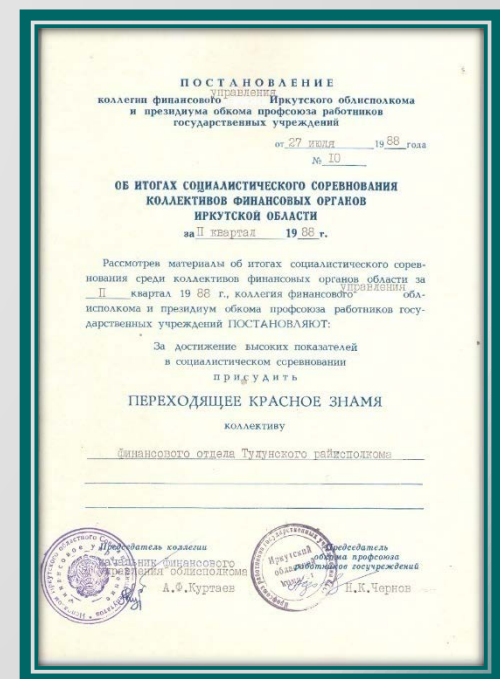 ПОСТАНОВЛЕНИЕ
управления
коллегии финансового Иркутского облисполкома
и президиума обкома профсоюза работников
государственных учреждений
от 27 июля 1988 года
№ 10
ОБ ИТОГАХ СОЦИАЛИСТИЧЕСКОГО СОРЕВНОВАНИЯ
КОЛЛЕКТИВОВ ФИНАНСОВЫХ ОРГАНОВ
ИРКУТСКОЙ ОБЛАСТИ
за II квартал 1988 г.
Рассмотрев материалы об итогах социалистического сорев-
нования среди коллективов финансовых органов области за
управления
II квартал 1988 г., коллегия финансового обл-
исполкома и президиум обкома профсоюза работников госу-
дарственных учреждений ПОСТАНОВЛЯЮТ:
За достижение высоких показателей
в социалистическом соревновании
присудить
ПЕРЕХОДЯЩЕЕ КРАСНОЕ ЗНАМЯ
коллективу
финансового отдела Тулунского райисполкома
Председатель коллегии
начальник финансового
управления облисполкома
А.Ф.Куртаев
Председатель
обкома профсоюза
работников госучреждений
Н.К.Чернов
Иркутский